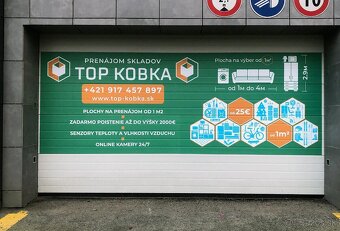 10
PRENÁJOM SKLADOV
TOP KOBKA
+421 917 457 897
www.top-kobka.sk
PLOCHY NA PRENÁJOM OD 1 M2
ZADARMO POISTENIE AŽ DO VÝŠKY 2000€
SENZORY TEPLOTY A VLHKOSTI VZDUCHU
ONLINE KAMERY 24/7
Plocha na výber od 1m²
2,9M
od 1M do 4M
od 25€
od 1m²